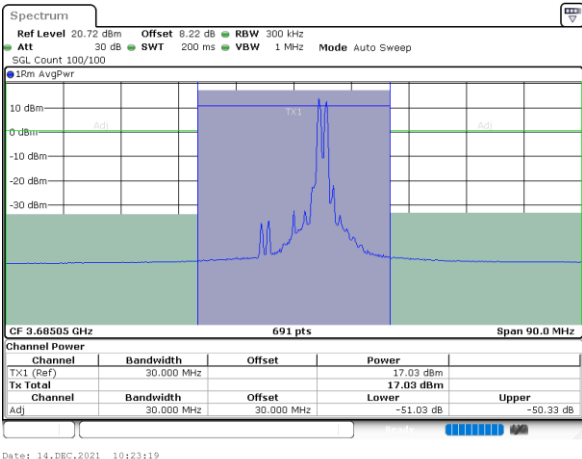 Spectrum
Ref Level 20.72 dBm Offset 8.22 dB RBW 300 kHz
Att 30 dB SWT 200 ms VBW 1 MHz Mode Auto Sweep
SGL Count 100/100
1Rm AvgPwr
10 dBm
TX1
Adj Adj
0 dBm
-10 dBm
-20 dBm
-30 dBm
CF 3.68505 GHz 691 pts Span 90.0 MHz
Channel Power
Channel Bandwidth Offset Power
TX1 (Ref) 30.000 MHz 17.03 dBm
Tx Total 17.03 dBm
Channel Bandwidth Offset Lower Upper
Adj 30.000 MHz 30.000 MHz -51.03 dB -50.33 dB
Ready
Date: 14.DEC.2021 10:23:19